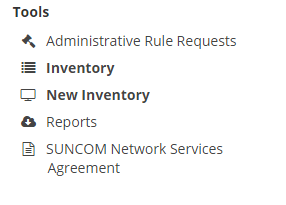 Tools
Administrative Rule Requests
Inventory
New Inventory
Reports
SUNCOM Network Services
Agreement